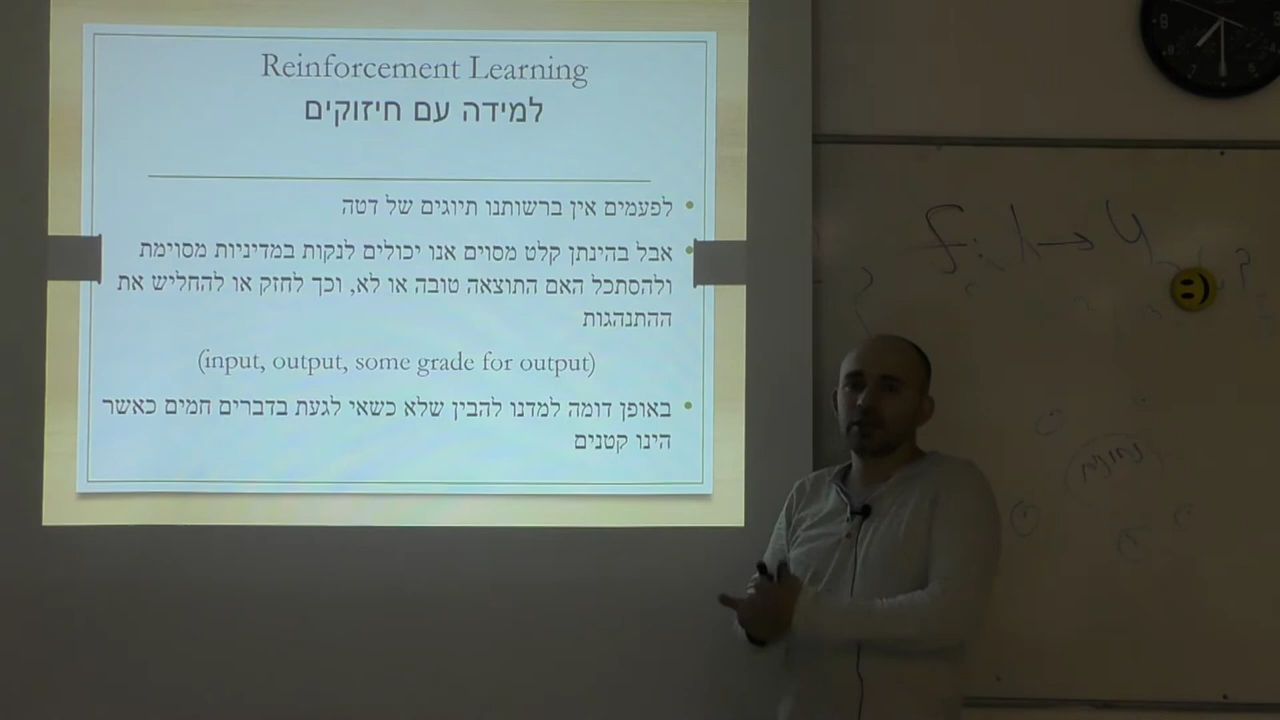 Reinforcement Learning
למידה עם חיזוקים
לפעמים אין ברשותנו תיוגים של דטה
אבל בהינתן קלט מסוים אנו יכולים לנקות במדיניות מסוימת
ולהסתכל האם התוצאה טובה או לא, וכך לחזק או להחליש את
ההתנהגות
(input, output, some grade for output)
באופן דומה למדנו להבין שלא כשאי לגעת בדברים חמים כאשר
הינו קטנים